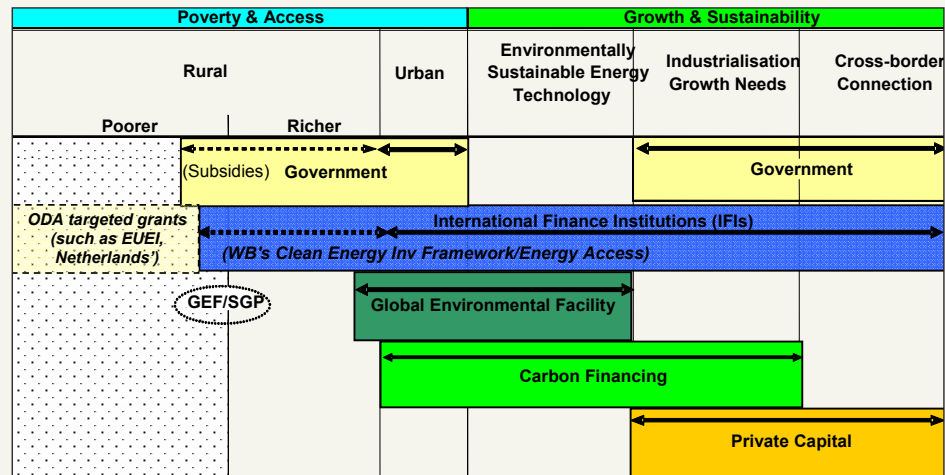 Poverty & Access
Growth & Sustainability
Rural
Urban
Environmentally
Sustainable Energy
Technology
Industrialisation
Growth Needs
Cross-border
Connection
Poorer
Richer
(Subsidies) Government
Government
ODA targeted grants
(such as EUEI,
Netherlands')
International Finance Institutions (IFIs)
(WB's Clean Energy Inv Framework/Energy Access)
GEF/SGP
Global Environmental Facility
Carbon Financing
Private Capital